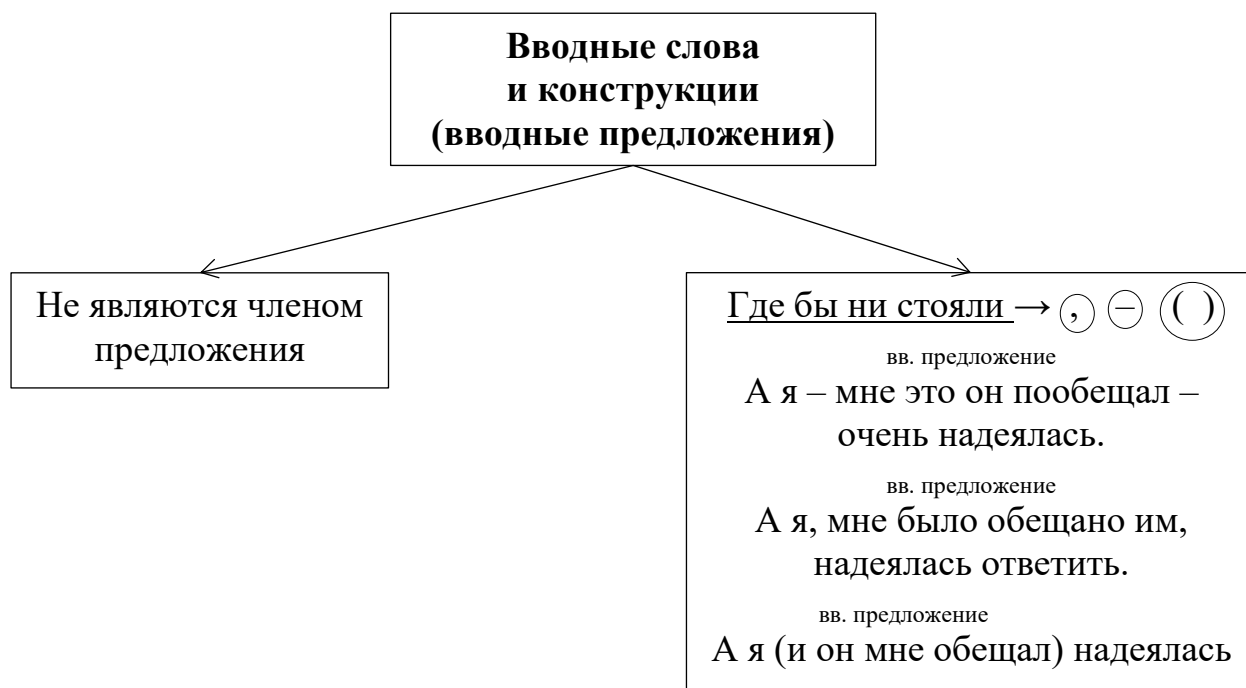 Вводные слова
и конструкции
(вводные предложения)
Не являются членом
предложения
Где бы ни стояли → , – ( )
вв. предложение
А я – мне это он пообещал –
очень надеялась.
вв. предложение
А я, мне было обещано им,
надеялась ответить.
вв. предложение
А я (и он мне обещал) надеялась